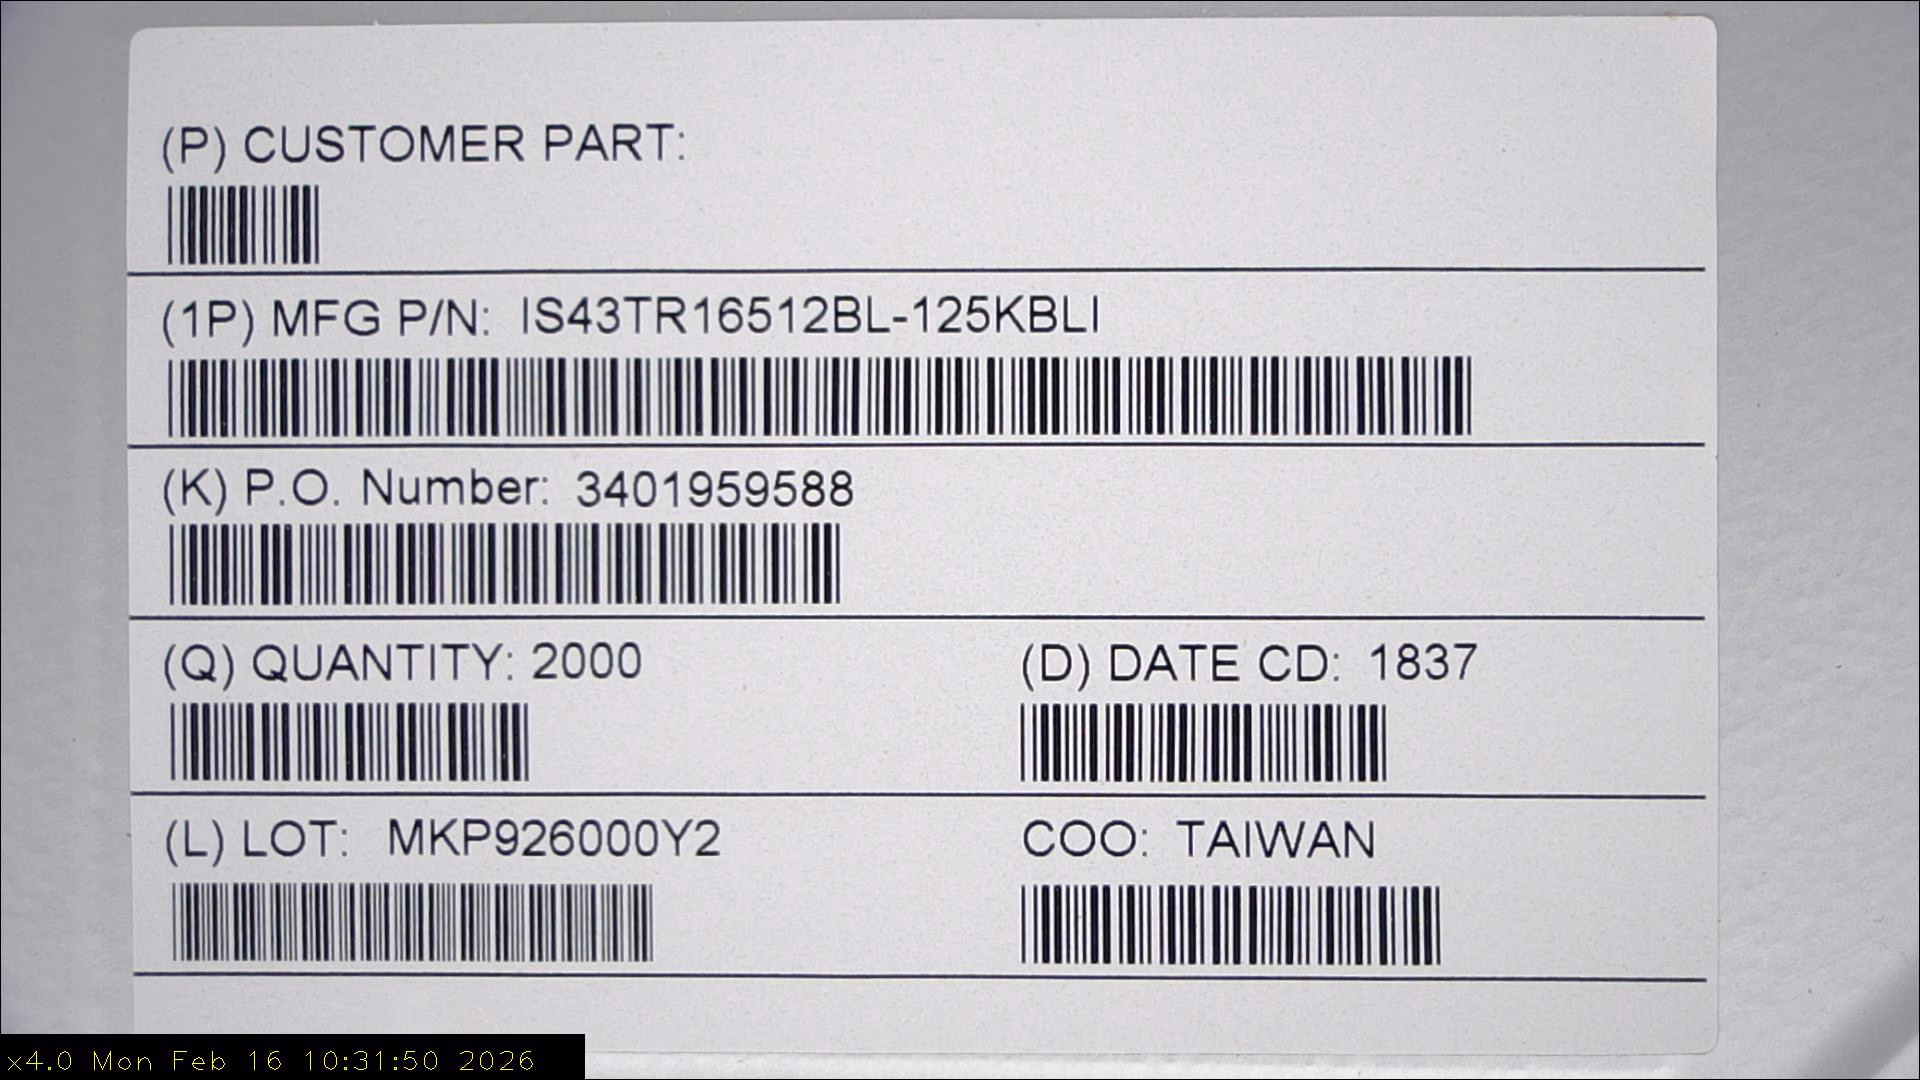 (P) CUSTOMER PART:
(1P) MFG P/N: IS43TR16512BL-125KBLI
(K) P.O. Number: 3401959588
(Q) QUANTITY: 2000
(D) DATE CD: 1837
(L) LOT: MKP926000Y2
COO: TAIWAN
x4.0 Mon Feb 16 10:31:50 2026